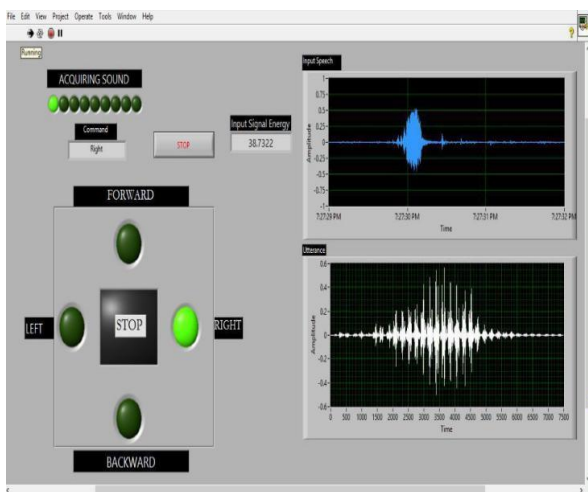 File Edit View Project Operate Tools Window Help
Running
ACQUIRING SOUND
Command
Right
STOP
Input Signal Energy
38.7322
FORWARD
LEFT
STOP
RIGHT
BACKWARD
Input Speech
Amplitude
1-
0.75-
0.5-
0.25-
0-
-0.25-
-0.5-
-0.75-
-1-
7:27:29 PM 7:27:30 PM 7:27:31 PM 7:27:32 PM
Time
Utterance
Amplitude
0.6-
0.4-
0.2-
0-
-0.2-
-0.4-
-0.6-
0 500 1000 1500 2000 2500 3000 3500 4000 4500 5000 5500 6000 6500 7000 7500
Time